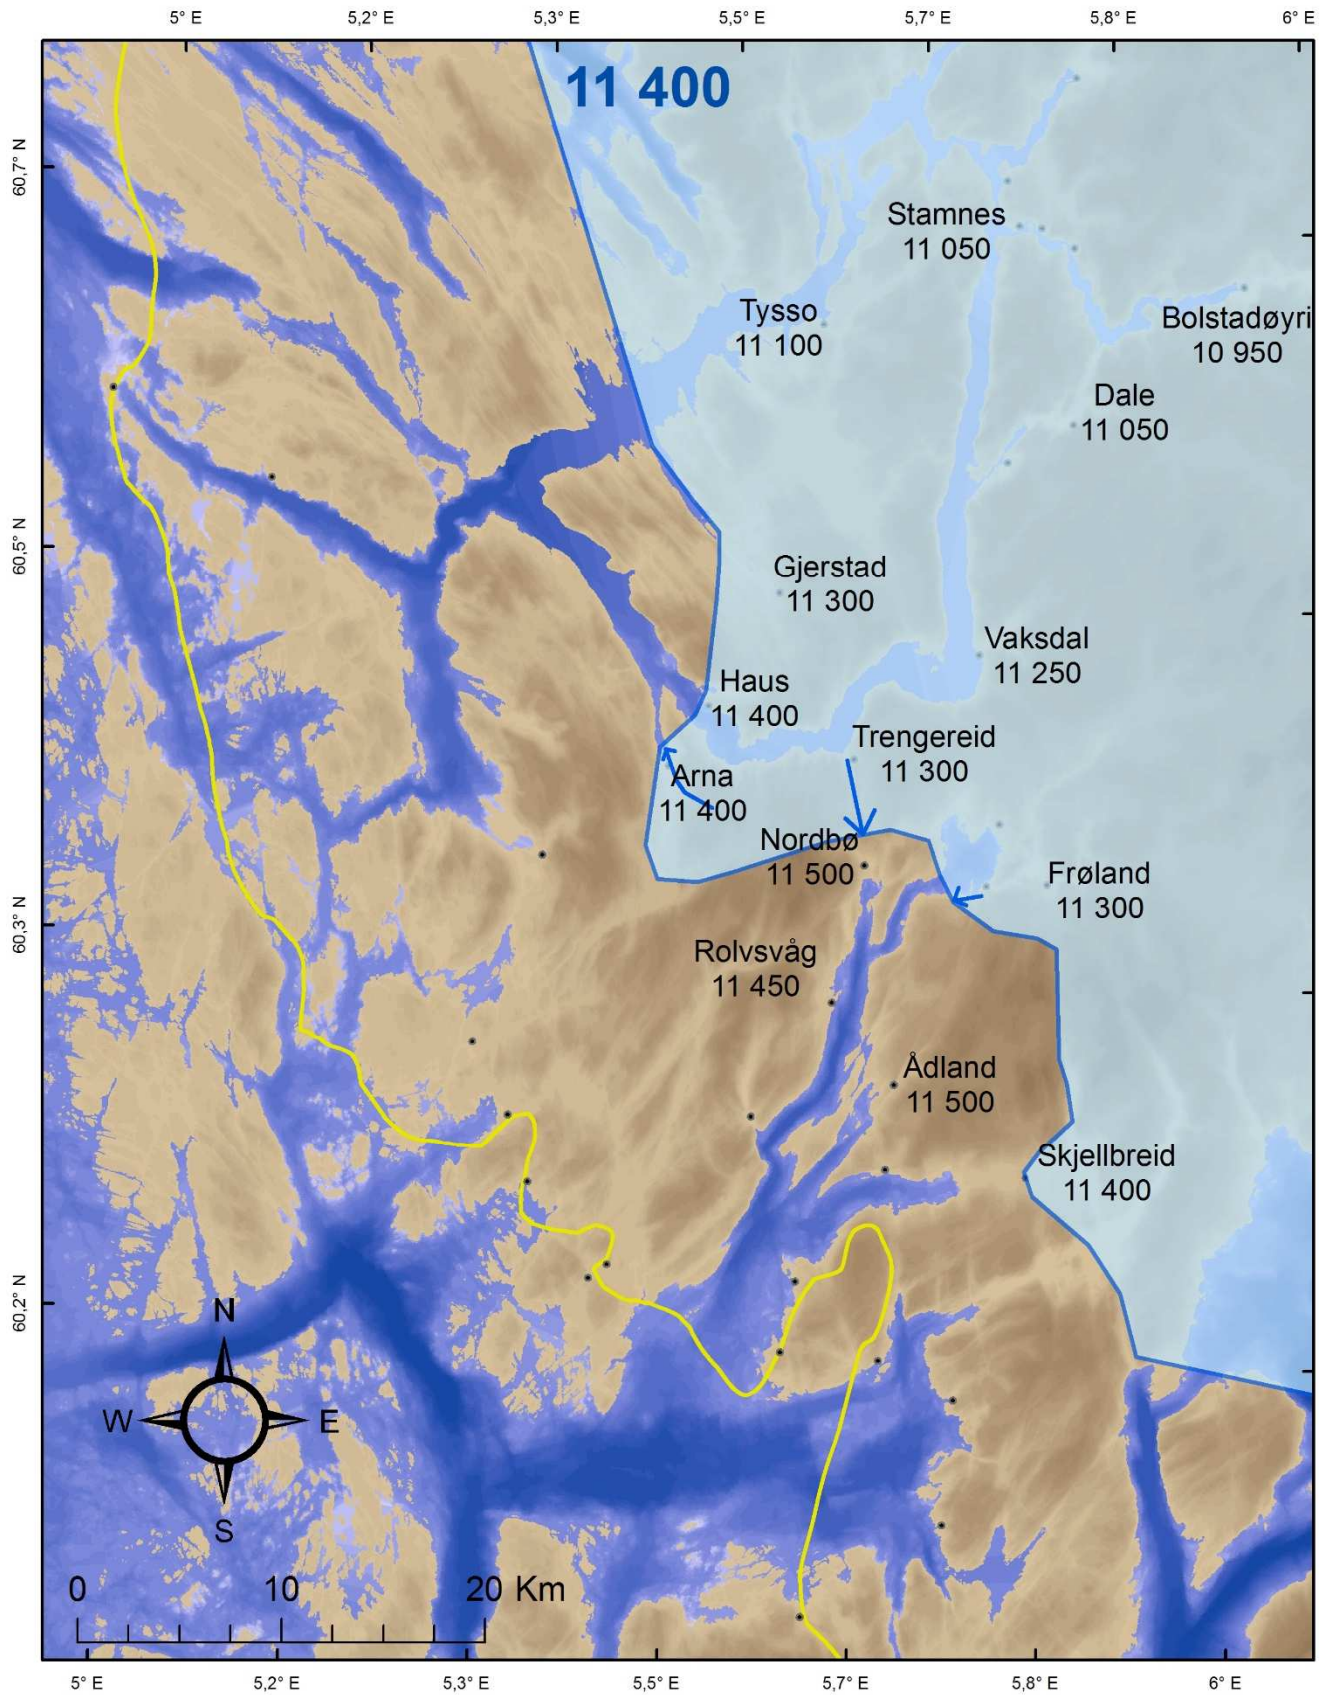 5° E
5,2° E
5,3° E
5,5° E
5,7° E
5,8° E
6° E
11 400
60,7° N
Stamnes
11 050
Tysso
11 100
Bolstadøyri
10 950
Dale
11 050
60,5° N
Gjerstad
11 300
Vaksdal
11 250
Haus
11 400
Trengereid
11 300
Arna
11 400
Nordbø
11 500
Frøland
11 300
60,3° N
Rolvsvåg
11 450
Ådland
11 500
Skjellbreid
11 400
60,2° N
N
W
E
S
0
10
20 Km
5° E
5,2° E
5,3° E
5,5° E
5,7° E
5,8° E
6° E